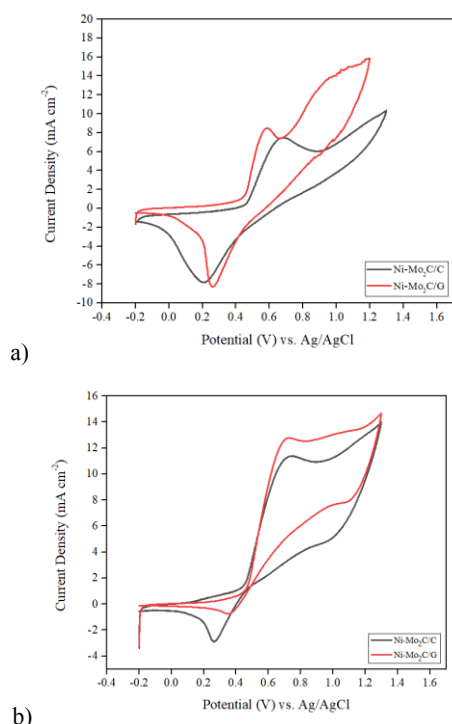 20
18
16
14
12
10
8
6
4
2
0
-2
-4
-6
-8
-10
Current Density (mA cm⁻²)
Ni-Mo₂C/C
Ni-Mo₂C/G
-0.4 -0.2 0.0 0.2 0.4 0.6 0.8 1.0 1.2 1.4 1.6
Potential (V) vs. Ag/AgCl
a)
16
14
12
10
8
6
4
2
0
-2
-4
Current Density (mA cm⁻²)
Ni-Mo₂C/C
Ni-Mo₂C/G
-0.4 -0.2 0.0 0.2 0.4 0.6 0.8 1.0 1.2 1.4 1.6
Potential (V) vs. Ag/AgCl
b)